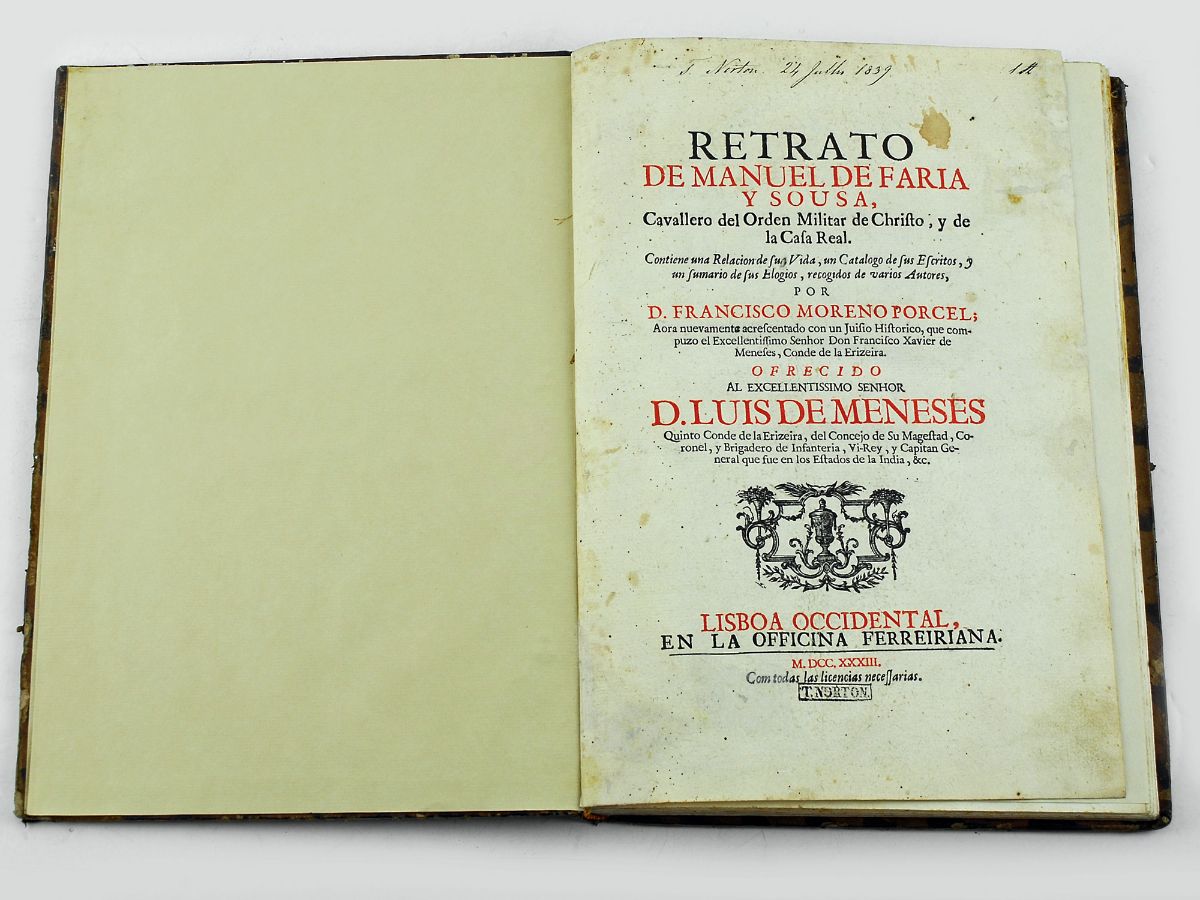 T. Norton 24 Julho 1839
RETRATO
DE MANUEL DE FARIA
Y SOUSA,
Cavallero del Orden Militar de Chriſto, y de
la Caſa Real.
Contiene una Relacion de ſu Vida, un Catalogo de ſus Eſcritos, y
un ſumario de ſus Elogios, recogidos de varios Autores,
POR
D. FRANCISCO MORENO PORCEL;
Aora nuevamente acreſcentado con un Juiſio Hiſtorico, que com-
puzo el Excellentiſſimo Senhor Don Franciſco Xavier de
Meneſes, Conde de la Erizeira.
OFRECIDO
AL EXCELLENTISSIMO SENHOR
D. LUIS DE MENESES
Quinto Conde de la Erizeira, del Concejo de Su Mageſtad, Co-
ronel, y Brigadero de Infanteria, Vi-Rey, y Capitan Ge-
neral que fue en los Eſtados de la India, &c.
LISBOA OCCIDENTAL,
EN LA OFFICINA FERREIRIANA.
M. DCC. XXXIII.
Com todas las licencias neceſſarias.
T. NORTON.